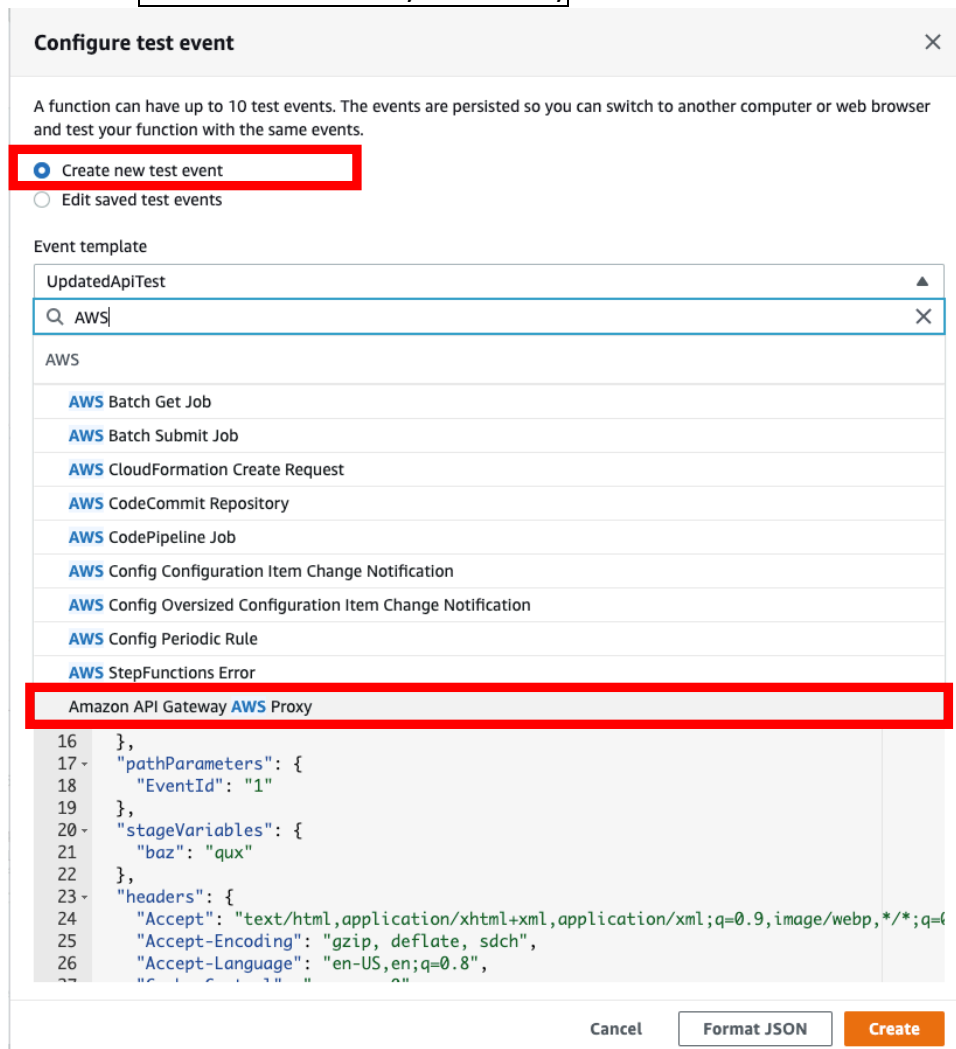 Configure test event
A function can have up to 10 test events. The events are persisted so you can switch to another computer or web browser
and test your function with the same events.
Create new test event
Edit saved test events
Event template
UpdatedApiTest
AWS
AWS
AWS Batch Get Job
AWS Batch Submit Job
AWS CloudFormation Create Request
AWS CodeCommit Repository
AWS CodePipeline Job
AWS Config Configuration Item Change Notification
AWS Config Oversized Configuration Item Change Notification
AWS Config Periodic Rule
AWS StepFunctions Error
Amazon API Gateway AWS Proxy
16 },
17 "pathParameters": {
18 "EventId": "1"
19 },
20 "stageVariables": {
21 "baz": "qux"
22 },
23 "headers": {
24 "Accept": "text/html,application/xhtml+xml,application/xml;q=0.9,image/webp,*/*;q=
25 "Accept-Encoding": "gzip, deflate, sdch",
26 "Accept-Language": "en-US,en;q=0.8",
Cancel
Format JSON
Create